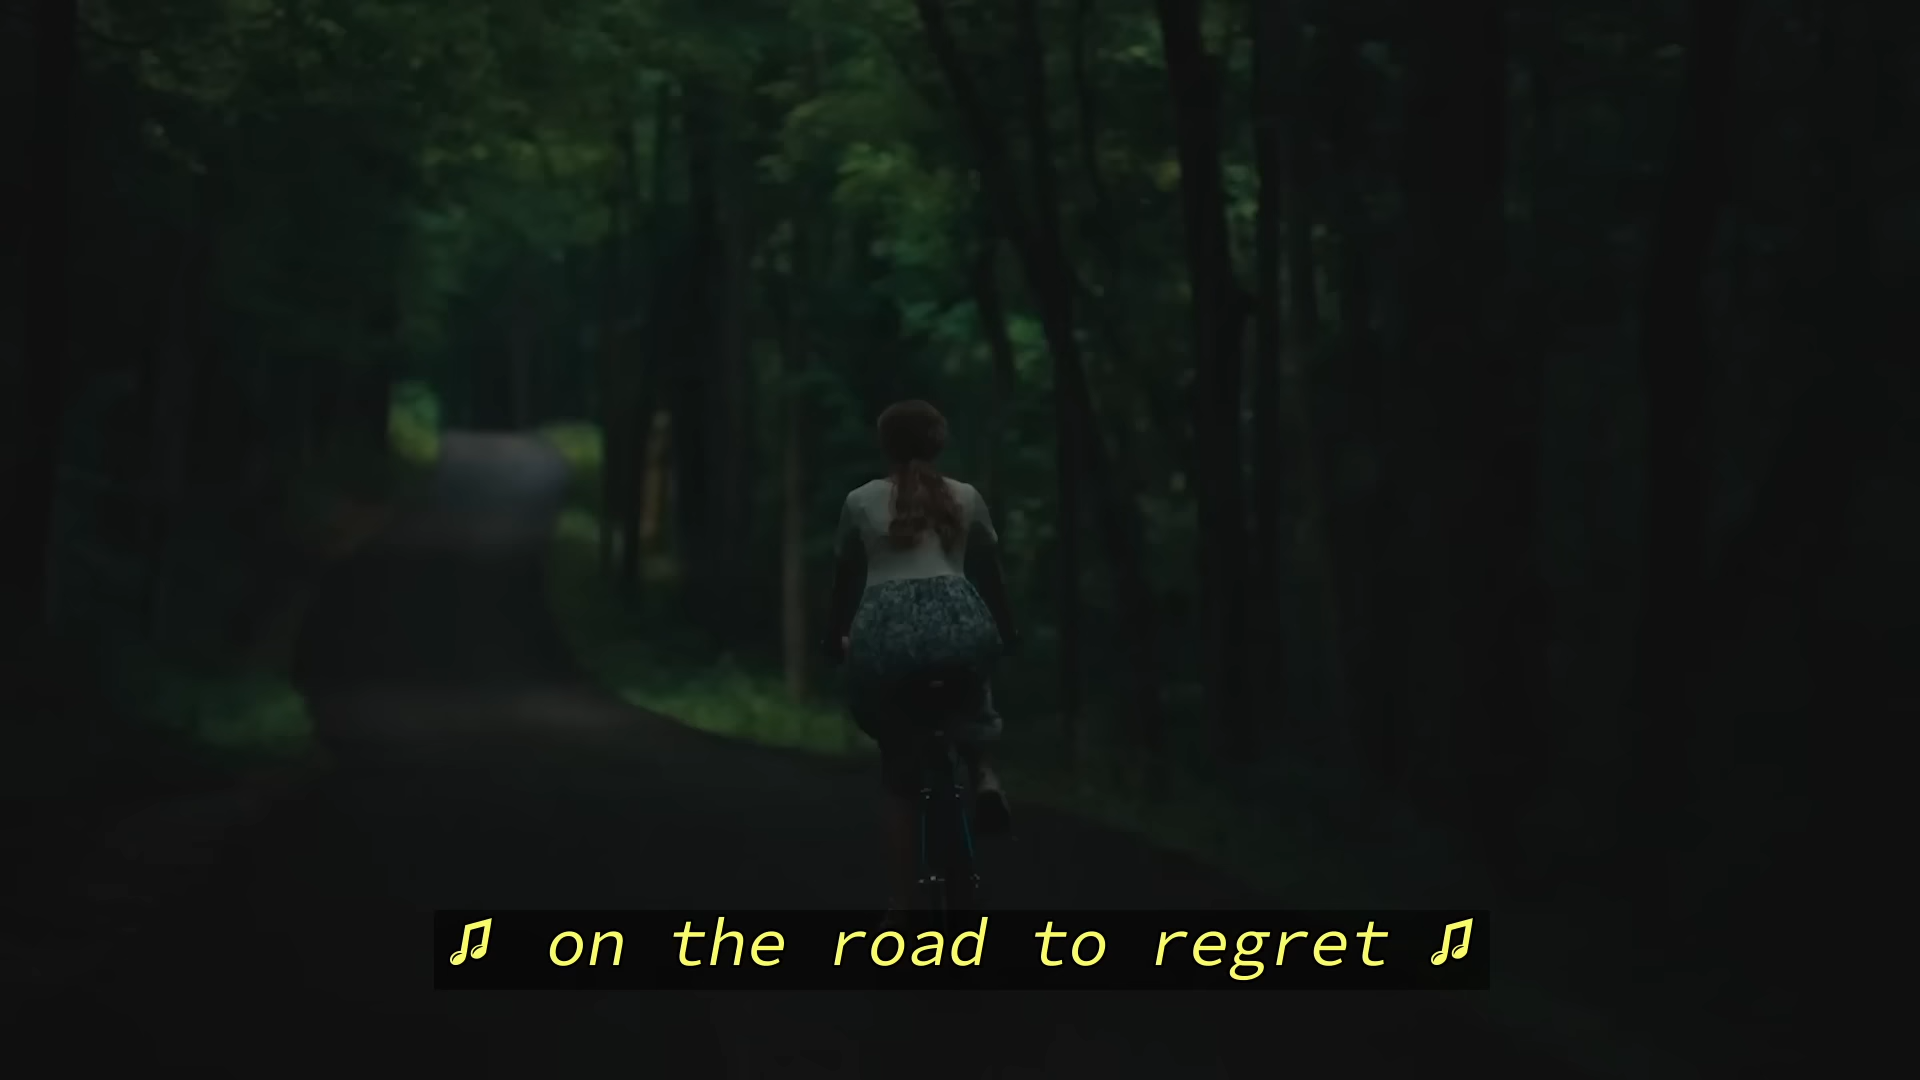 ♫ on the road to regret ♫